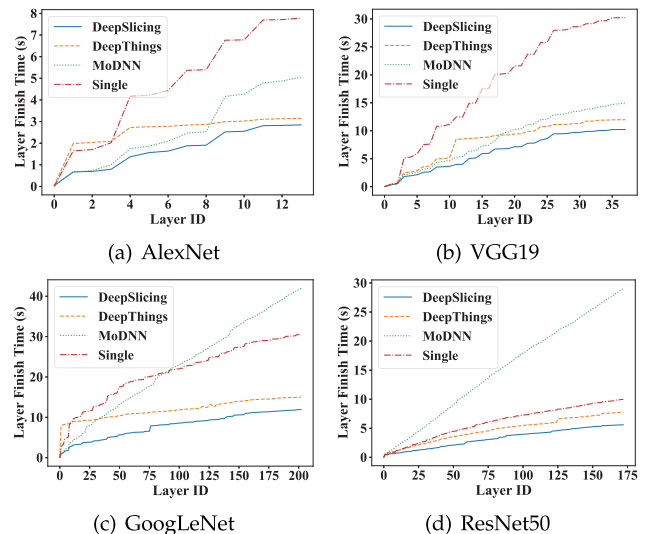 8
7
6
5
4
3
2
1
0
Layer Finish Time (s)
DeepSlicing
DeepThings
MoDNN
Single
0 2 4 6 8 10 12
Layer ID
(a) AlexNet
30
25
20
15
10
5
0
Layer Finish Time (s)
DeepSlicing
DeepThings
MoDNN
Single
0 5 10 15 20 25 30 35
Layer ID
(b) VGG19
40
30
20
10
0
Layer Finish Time (s)
DeepSlicing
DeepThings
MoDNN
Single
0 25 50 75 100 125 150 175 200
Layer ID
(c) GoogLeNet
30
25
20
15
10
5
0
Layer Finish Time (s)
DeepSlicing
DeepThings
MoDNN
Single
0 25 50 75 100 125 150 175
Layer ID
(d) ResNet50